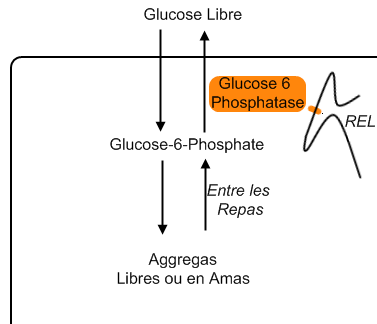 Glucose Libre
Glucose 6
Phosphatase
REL
Glucose-6-Phosphate
Entre les
Repas
Aggregas
Libres ou en Amas